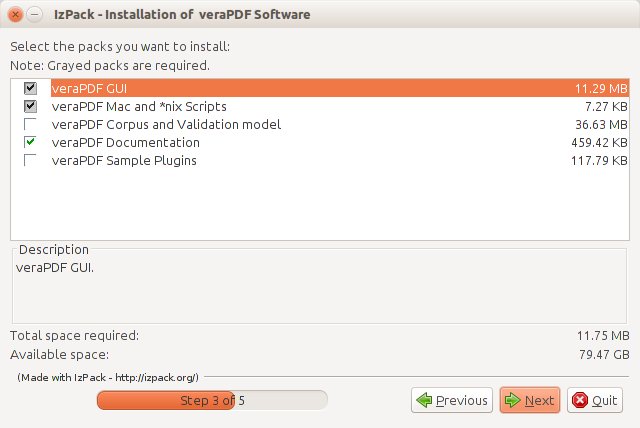 IzPack - Installation of  veraPDF Software
Select the packs you want to install:
Note: Grayed packs are required.
veraPDF GUI 11.29 MB
veraPDF Mac and *nix Scripts 7.27 KB
veraPDF Corpus and Validation model 36.63 MB
veraPDF Documentation 459.42 KB
veraPDF Sample Plugins 117.79 KB
Description
veraPDF GUI.
Total space required: 11.75 MB
Available space: 79.47 GB
(Made with IzPack - http://izpack.org/)
Step 3 of 5 Previous Next Quit